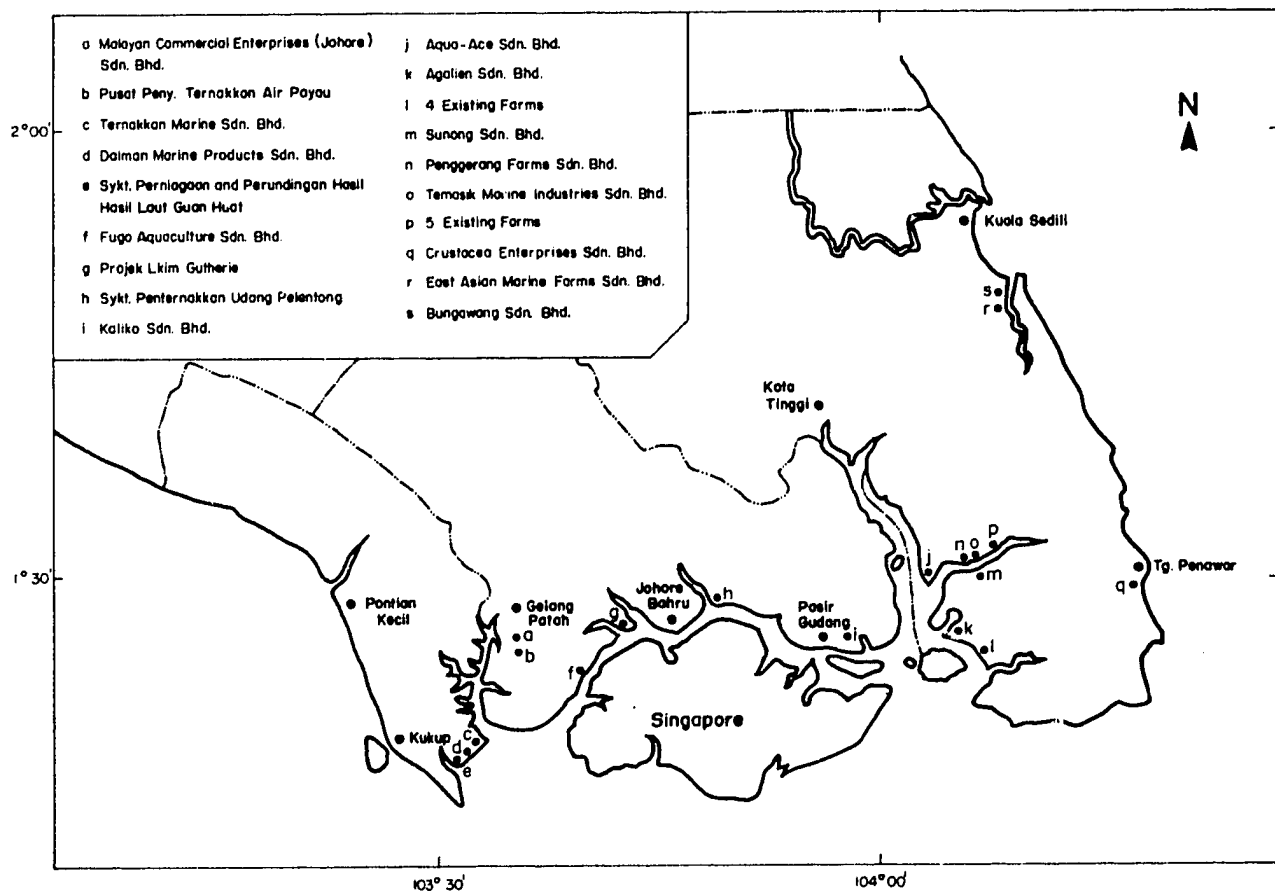 a Malayan Commercial Enterprises (Johore)
Sdn. Bhd.
b Pusat Peny. Ternakkan Air Payau
c Ternakkan Marine Sdn. Bhd.
d Daiman Marine Products Sdn. Bhd.
e Sykt. Perniagaan and Perundingan Hasil
Hasil Laut Guan Huat
f Fugo Aquaculture Sdn. Bhd.
g Projek Lkim Gutherie
h Sykt. Penternakkan Udang Pelentong
i Kaliko Sdn. Bhd.
j Aqua-Ace Sdn. Bhd.
k Agalien Sdn. Bhd.
l 4 Existing Farms
m Sunong Sdn. Bhd.
n Penggerang Farms Sdn. Bhd.
o Temasik Marine Industries Sdn. Bhd.
p 5 Existing Farms
q Crustacea Enterprises Sdn. Bhd.
r East Asian Marine Farms Sdn. Bhd.
s Bungawang Sdn. Bhd.
N
2°00'
Kuala Sedili
s
r
Kota
Tinggi
1°30'
j
n
o
p
m
Tg. Penawar
q
Pontian
Kecil
Gelang
Patah
a
b
g
Johore
Bahru
h
Pasir
Gudang
i
k
l
f
Singapore
Kukup
c
d
e
103°30'
104°00'